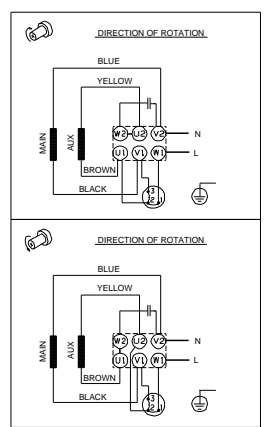 DIRECTION OF ROTATION
BLUE
YELLOW
MAIN
AUX
W2 U2 V2 N
U1 V1 W1 L
BROWN
BLACK
3
2 1
DIRECTION OF ROTATION
BLUE
YELLOW
MAIN
AUX
W2 U2 V2 N
U1 V1 W1 L
BROWN
BLACK
3
2 1